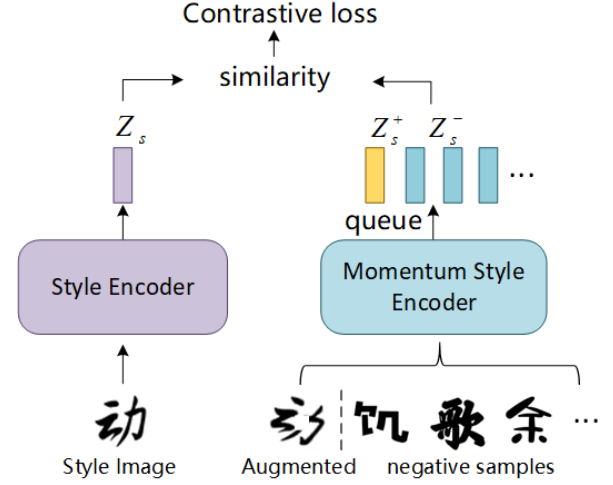 Contrastive loss
similarity
Z_s
Z_s^+ Z_s^-
...
queue
Style Encoder
Momentum Style
Encoder
动
饥 歌 余 ...
Style Image
Augmented
negative samples